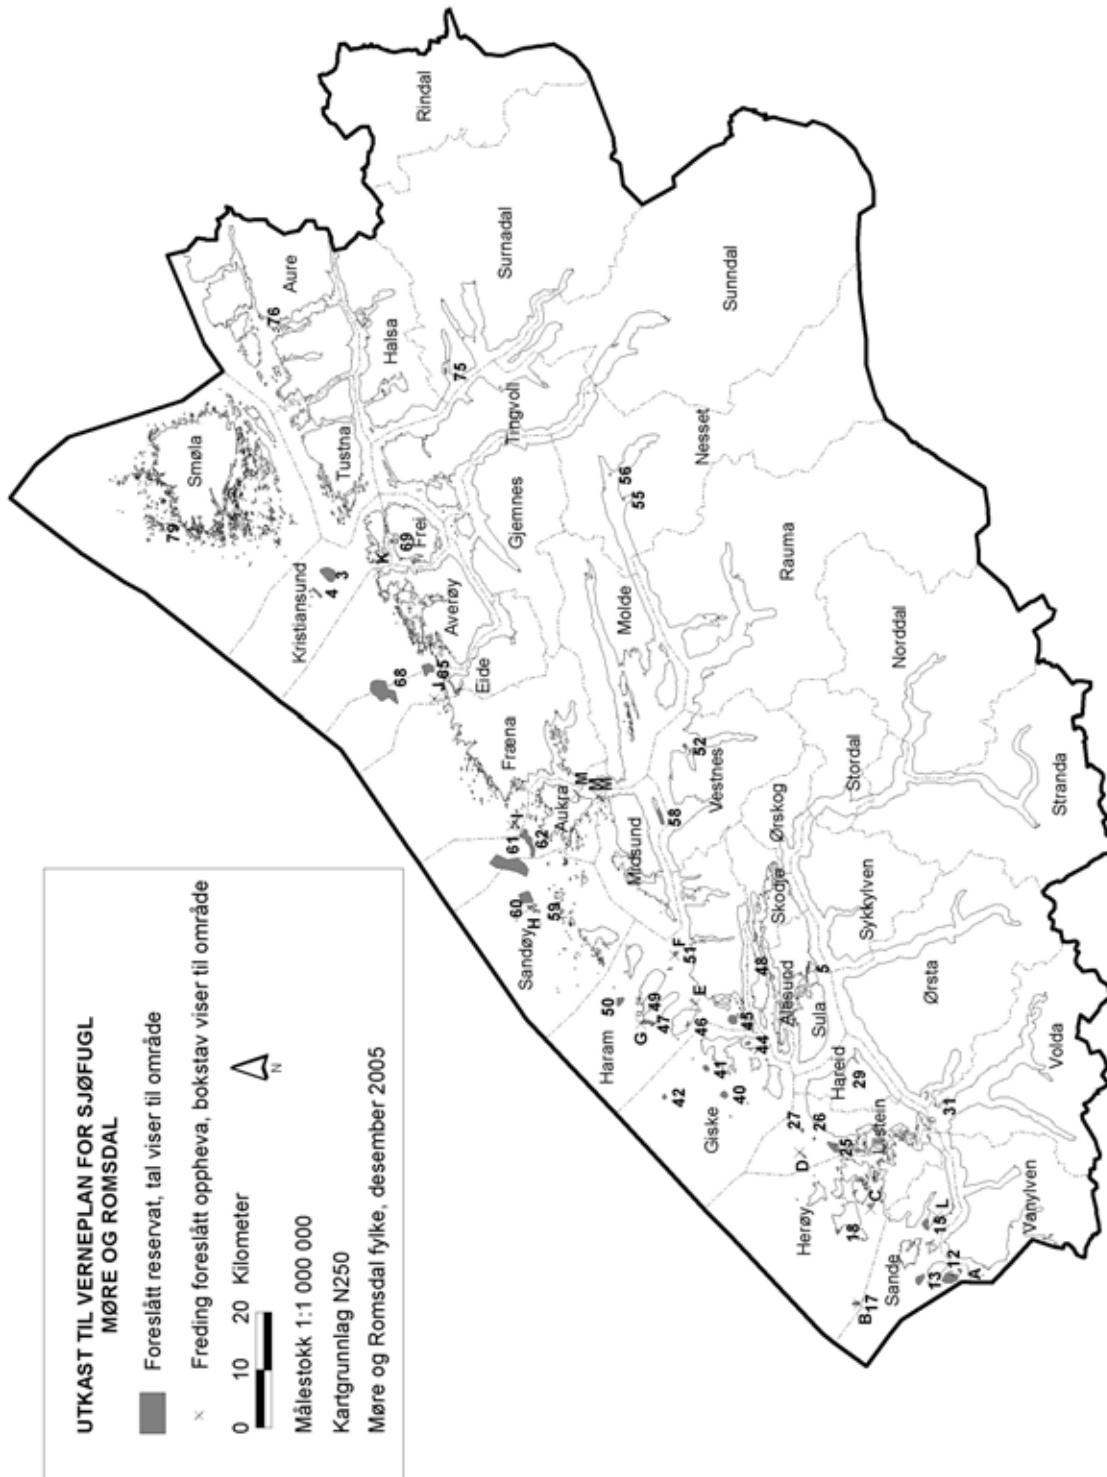 UTKAST TIL VERNEPLAN FOR SJØFUGL
MØRE OG ROMSDAL
Foreslått reservat, tal viser til område
× Freding foreslått oppheva, bokstav viser til område
0 10 20 Kilometer
N
Målestokk 1:1 000 000
Kartgrunnlag N250
Møre og Romsdal fylke, desember 2005
Smøla
79
Aure
76
Rindal
Tustna
Halsa
Surnadal
75
Kristiansund
4
3
K
69
Frei
Tingvoll
Sunndal
Averøy
68
J
65
Eide
Gjemnes
Nesset
56
55
Fræna
Molde
Rauma
M
M
M
I
61
62
Aukra
60
H
59
Sandøy
Midsund
58
52
Vestnes
Norddal
Stordal
Ørskog
Skodje
Stranda
F
51
50
Haram
49
G
47
E
46
48
45
44
Ålesund
Sula
5
Sykkylven
Ørsta
42
41
40
Giske
Hareid
29
27
26
D
25
Ulstein
31
Volda
Herøy
18
C
15
L
Vanylven
Sande
13
12
A
B
17